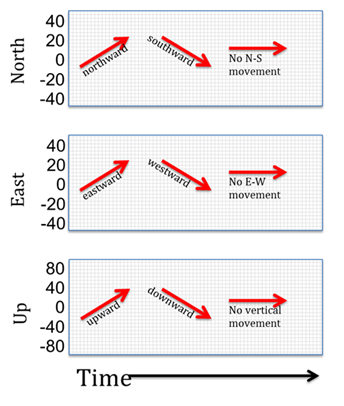 North
40
20
0
-20
-40
northward
southward
No N-S
movement
East
40
20
0
-20
-40
eastward
westward
No E-W
movement
Up
80
40
0
-40
-80
upward
downward
No vertical
movement
Time